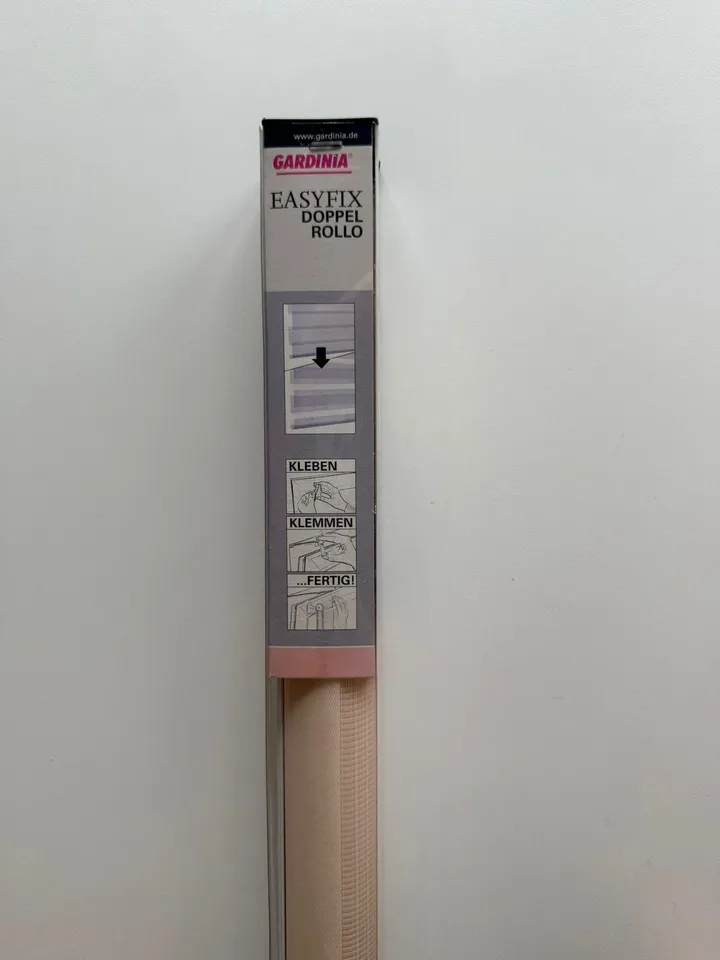 www.gardinia.de
GARDINIA®
EASYFIX
DOPPEL
ROLLO
KLEBEN
KLEMMEN
...FERTIG!